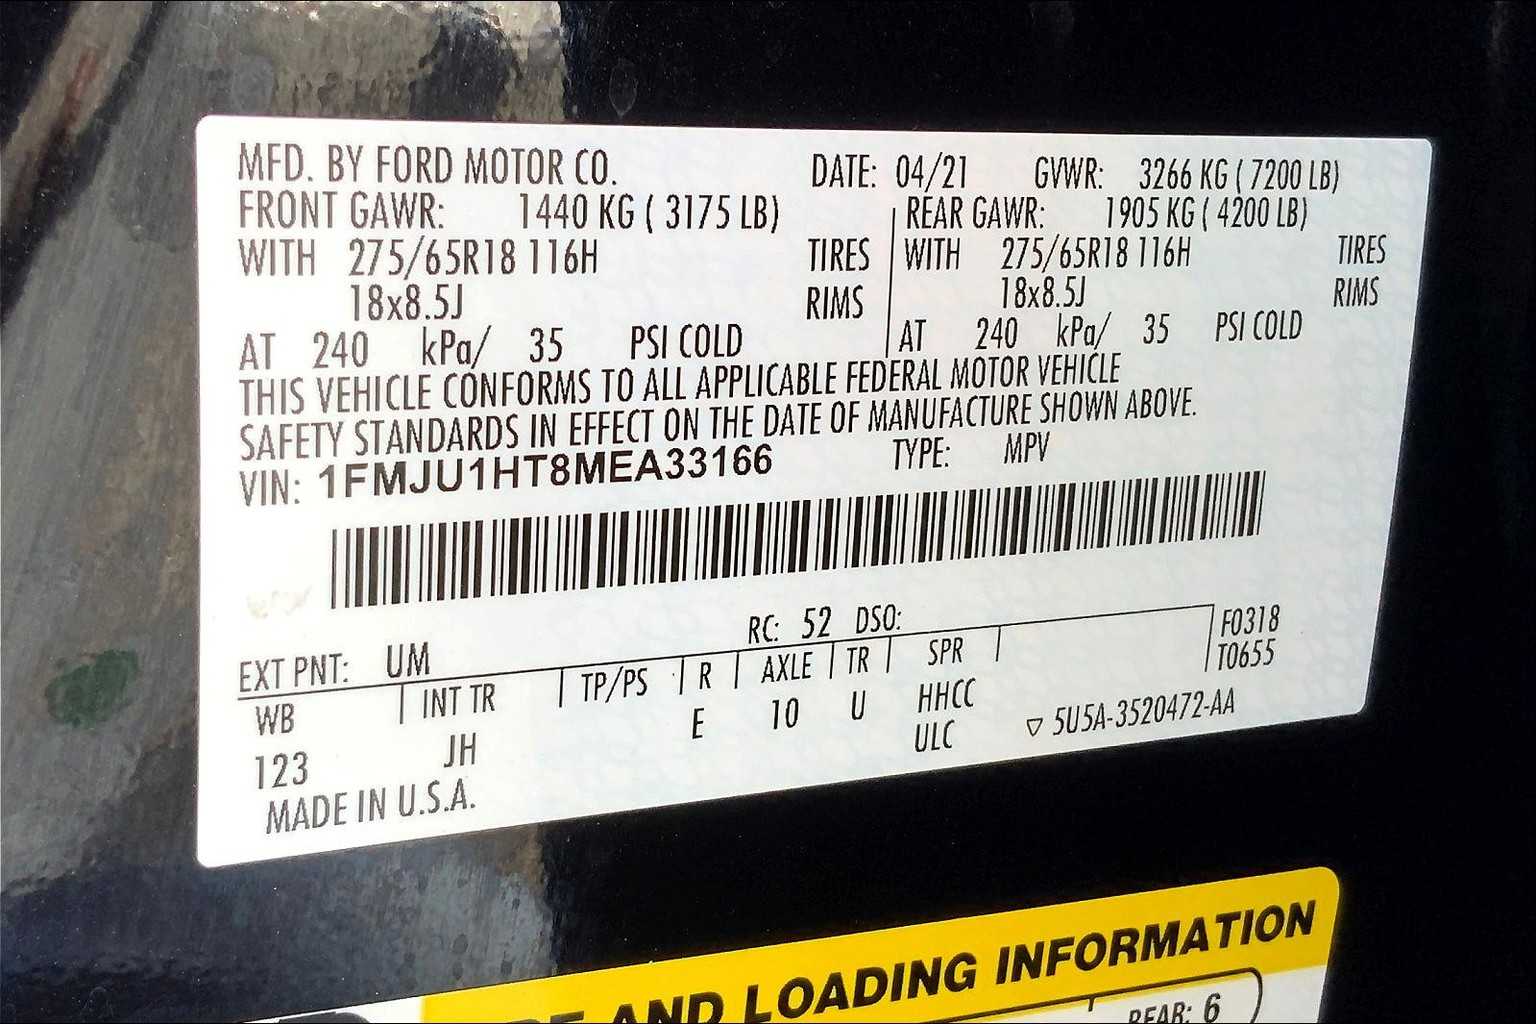 MFD. BY FORD MOTOR CO. DATE: 04/21 GVWR: 3266 KG ( 7200 LB)
FRONT GAWR: 1440 KG ( 3175 LB) REAR GAWR: 1905 KG ( 4200 LB)
WITH 275/65R18 116H TIRES WITH 275/65R18 116H TIRES
18x8.5J RIMS 18x8.5J RIMS
AT 240 kPa/ 35 PSI COLD AT 240 kPa/ 35 PSI COLD
THIS VEHICLE CONFORMS TO ALL APPLICABLE FEDERAL MOTOR VEHICLE
SAFETY STANDARDS IN EFFECT ON THE DATE OF MANUFACTURE SHOWN ABOVE.
VIN: 1FMJU1HT8MEA33166 TYPE: MPV
EXT PNT: UM RC: 52 DSO: F0318
WB INT TR TP/PS R AXLE TR SPR T0655
123 JH E 10 U HHCC
ULC ▽ 5U5A-3520472-AA
MADE IN U.S.A.
AND LOADING INFORMATION
REAR: 6